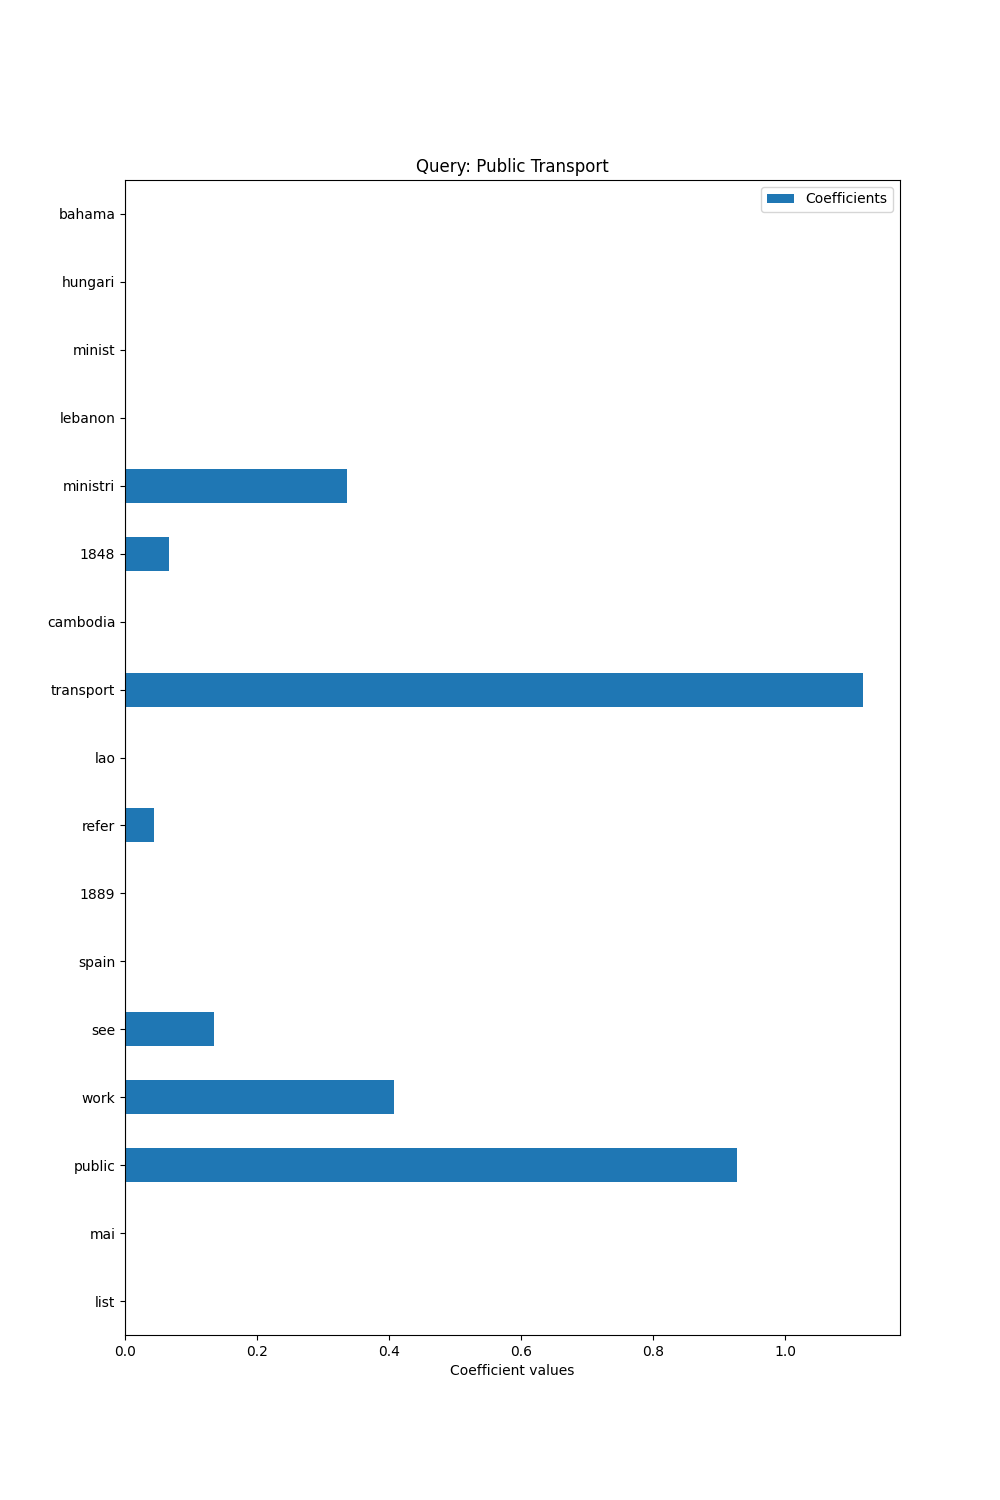 Query: Public Transport
Coefficients
bahama
hungari
minist
lebanon
ministri
1848
cambodia
transport
lao
refer
1889
spain
see
work
public
mai
list
0.0 0.2 0.4 0.6 0.8 1.0
Coefficient values